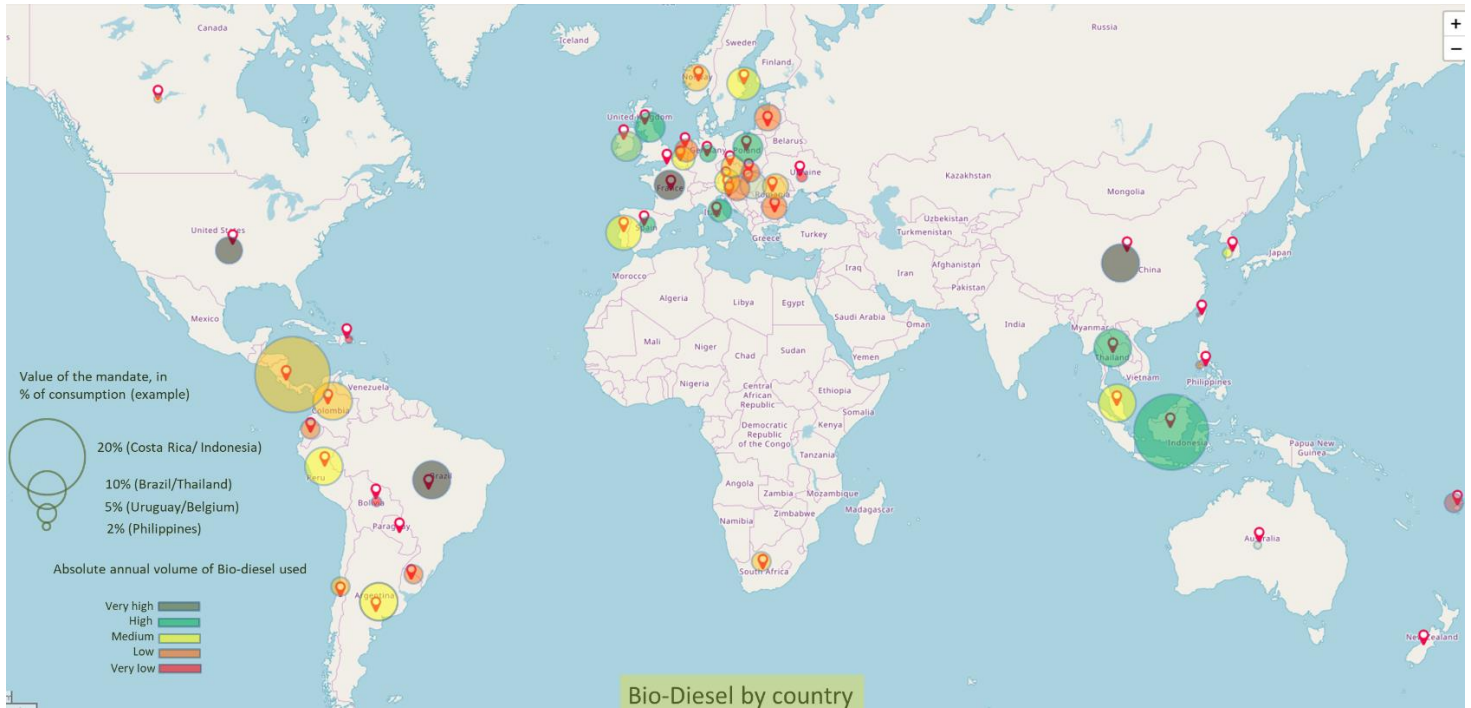 Canada
Russia
Iceland
Sweden
Finland
Norway
United Kingdom
Belarus
Germany
Poland
Ukraine
France
Romania
Kazakhstan
Mongolia
Italy
Spain
United States
Uzbekistan
Turkmenistan
Greece
Turkey
China
Japan
Morocco
Iraq
Iran
Afghanistan
Pakistan
Algeria
Libya
Egypt
Saudi Arabia
Oman
India
Myanmar
Mexico
Mali
Niger
Chad
Sudan
Yemen
Thailand
Vietnam
Philippines
Venezuela
Colombia
Nigeria
Central
African
Republic
Ethiopia
Somalia
Democratic
Republic
of the Congo
Kenya
Tanzania
Indonesia
Papua New
Guinea
Peru
Brazil
Bolivia
Angola
Zambia
Mozambique
Zimbabwe
Namibia
Madagascar
Paraguay
Australia
South Africa
Argentina
New Zealand
Value of the mandate, in
% of consumption (example)
20% (Costa Rica/ Indonesia)
10% (Brazil/Thailand)
5% (Uruguay/Belgium)
2% (Philippines)
Absolute annual volume of Bio-diesel used
Very high
High
Medium
Low
Very low
Bio-Diesel by country
+
−